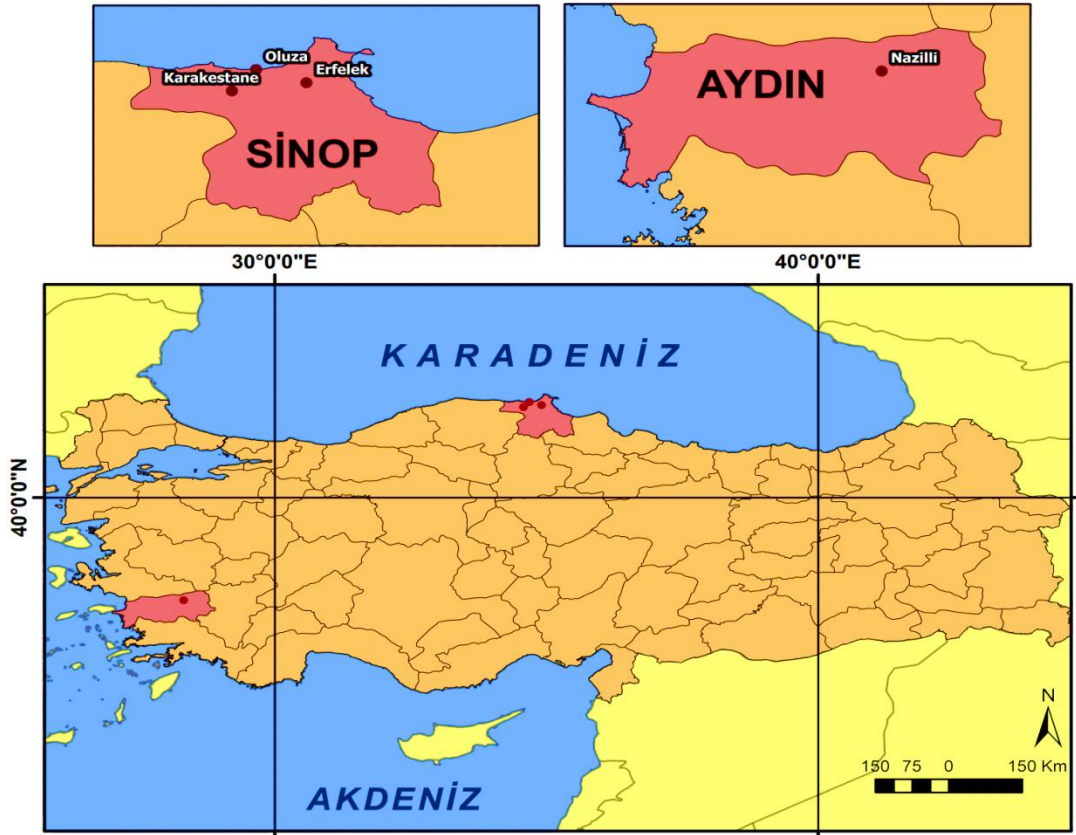 Oluza
Karakestane
Erfelek
SİNOP
Nazilli
AYDIN
30°0'0"E
40°0'0"E
KARADENİZ
40°0'0"N
N
150 75 0 150 Km
AKDENİZ